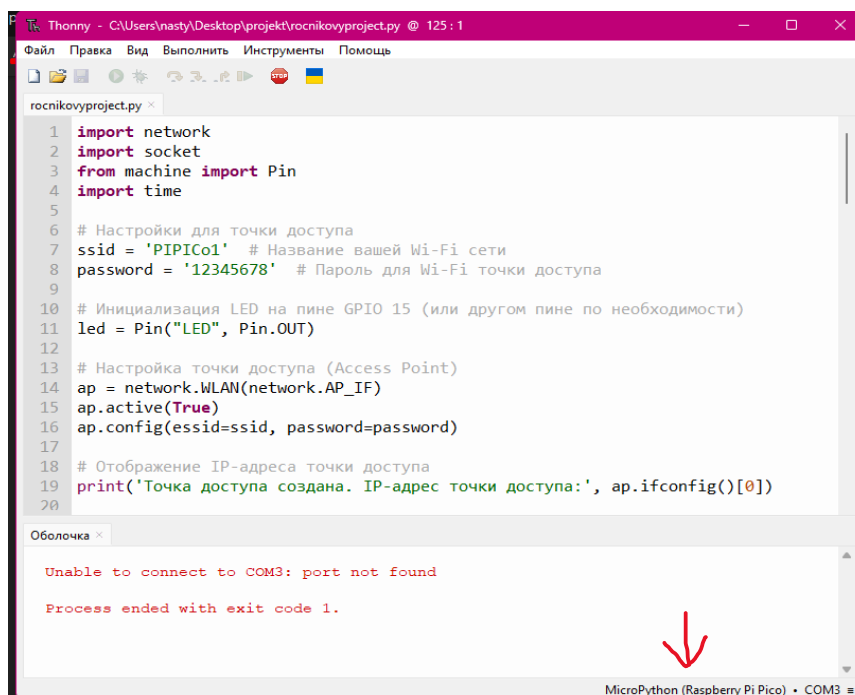 Thonny - C:\Users\nasty\Desktop\projekt\rocnikovyproject.py @ 125 : 1
Файл Правка Вид Выполнить Инструменты Помощь
STOP
rocnikovyproject.py
1 import network
2 import socket
3 from machine import Pin
4 import time
5
6 # Настройки для точки доступа
7 ssid = 'PIPICo1'  # Название вашей Wi-Fi сети
8 password = '12345678'  # Пароль для Wi-Fi точки доступа
9
10 # Инициализация LED на пине GPIO 15 (или другом пине по необходимости)
11 led = Pin("LED", Pin.OUT)
12
13 # Настройка точки доступа (Access Point)
14 ap = network.WLAN(network.AP_IF)
15 ap.active(True)
16 ap.config(essid=ssid, password=password)
17
18 # Отображение IP-адреса точки доступа
19 print('Точка доступа создана. IP-адрес точки доступа:', ap.ifconfig()[0])
20
Оболочка
Unable to connect to COM3: port not found
Process ended with exit code 1.
MicroPython (Raspberry Pi Pico) • COM3 ≡